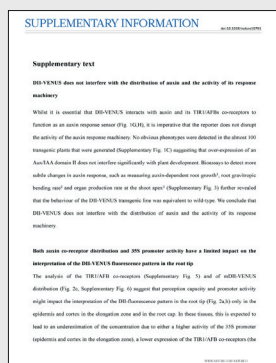 SUPPLEMENTARY INFORMATION
doi:10.1038/nature10791
Supplementary text
DII-VENUS does not interfere with the distribution of auxin and the activity of its response
machinery
Whilst it is essential that DII-VENUS interacts with auxin and its TIR1/AFBs co-receptors to
function as an auxin response sensor (Fig. 1G,H), it is imperative that the reporter does not disrupt
the activity of the auxin response machinery. No obvious phenotypes were detected in the almost 100
transgenic plants that were generated (Supplementary Fig. 1C) suggesting that over-expression of an
Aux/IAA domain II does not interfere significantly with plant development. Bioassays to detect more
subtle changes in auxin response, such as measuring auxin-dependent root growth¹, root gravitropic
bending rate² and organ production rate at the shoot apex³ (Supplementary Fig. 3) further revealed
that the behaviour of the DII-VENUS transgenic line was equivalent to wild-type. We conclude that
DII-VENUS does not interfere with the distribution of auxin and the activity of its response
machinery.
Both auxin co-receptor distribution and 35S promoter activity have a limited impact on the
interpretation of the DII-VENUS fluorescence pattern in the root tip
The analysis of the TIR1/AFB co-receptors (Supplementary Fig. 5) and of mDII-VENUS
distribution (Fig. 2c, Supplementary Fig. 6) suggest that perception capacity and promoter activity
might impact the interpretation of the DII-fluorescence pattern in the root tip (Fig. 2a,b) only in the
epidermis and cortex in the elongation zone and in the root cap. In these tissues, this is expected to
lead to an underestimation of the concentration due to either a higher activity of the 35S promoter
(epidermis and cortex in the elongation zone), a lower expression of the TIR1/AFB co-receptors (the